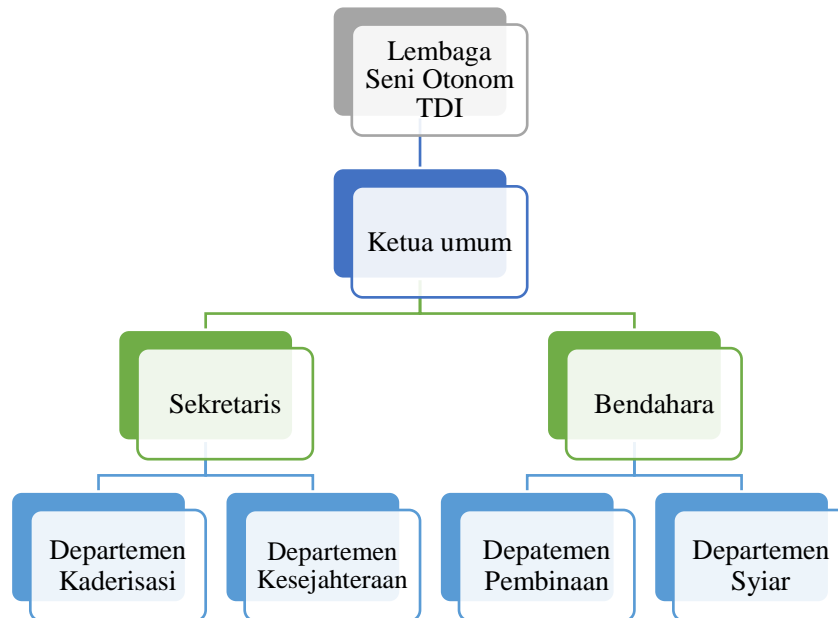 Lembaga
Seni Otonom
TDI
Ketua umum
Sekretaris
Bendahara
Departemen
Kaderisasi
Departemen
Kesejahteraan
Depatemen
Pembinaan
Departemen
Syiar